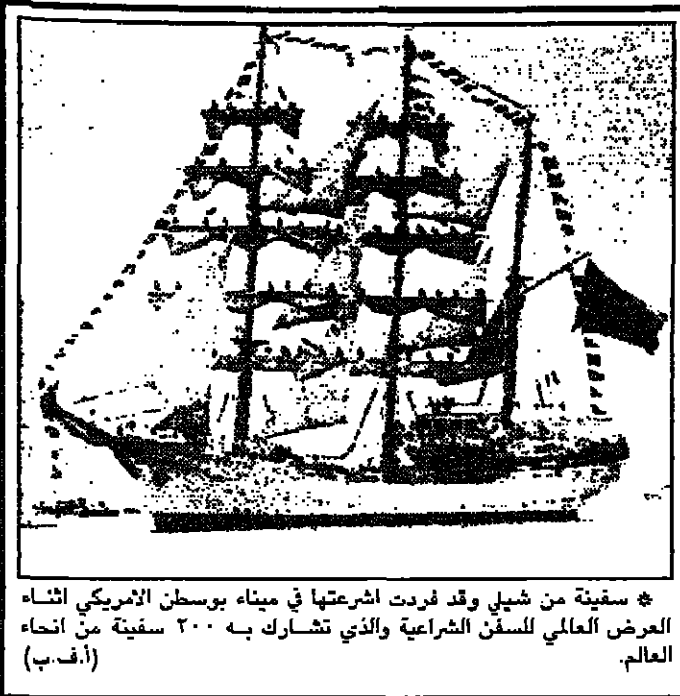 * سفينة من شيلي وقد فردت اشرعتها في ميناء بوسطن الامريكي اثناء
العرض العالمي للسفن الشراعية والذي تشارك به ٢٠٠ سفينة من انحاء
العالم. (أ.ف.ب)